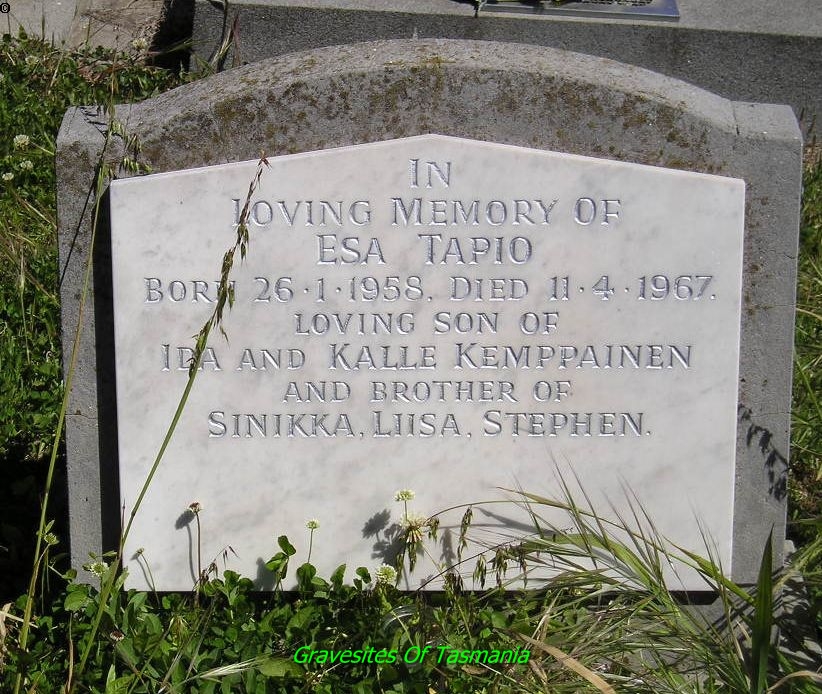 ©
IN
LOVING MEMORY OF
ESA TAPIO
BORN 26·1·1958. DIED 11·4·1967.
LOVING SON OF
IDA AND KALLE KEMPPAINEN
AND BROTHER OF
SINIKKA, LIISA, STEPHEN.
Gravesites Of Tasmania